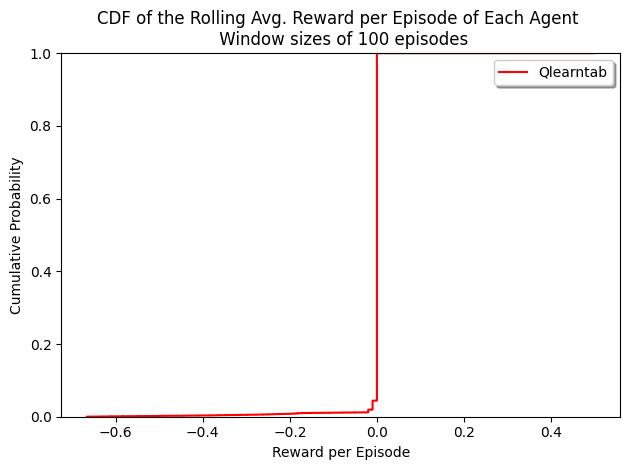 CDF of the Rolling Avg. Reward per Episode of Each Agent
Window sizes of 100 episodes
Qlearntab
Cumulative Probability
1.0
0.8
0.6
0.4
0.2
0.0
−0.6 −0.4 −0.2 0.0 0.2 0.4
Reward per Episode